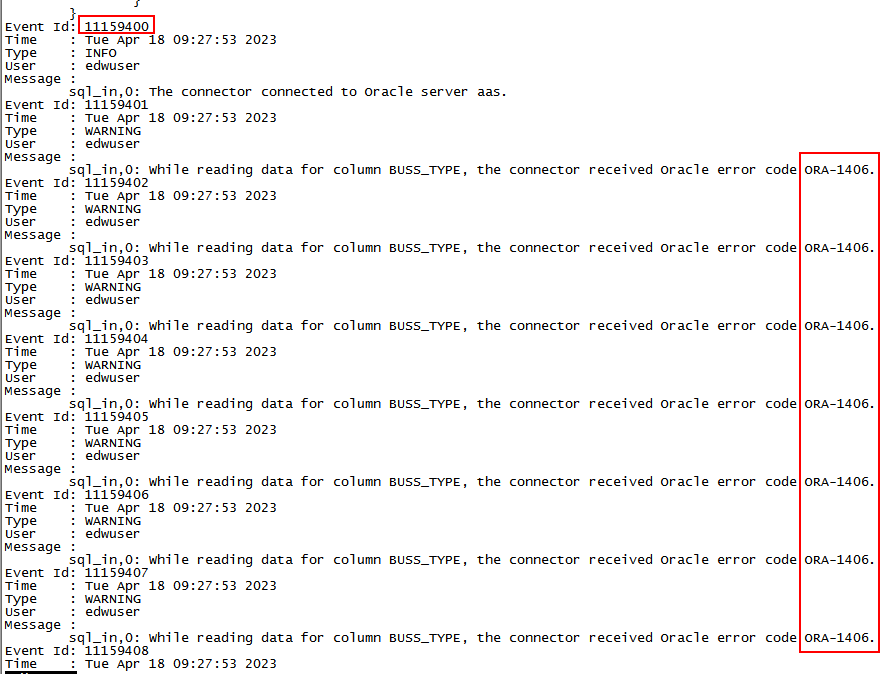 }
}
Event Id: 11159400
Time    : Tue Apr 18 09:27:53 2023
Type    : INFO
User    : edwuser
Message :
        sql_in,0: The connector connected to Oracle server aas.
Event Id: 11159401
Time    : Tue Apr 18 09:27:53 2023
Type    : WARNING
User    : edwuser
Message :
        sql_in,0: While reading data for column BUSS_TYPE, the connector received Oracle error code ORA-1406.
Event Id: 11159402
Time    : Tue Apr 18 09:27:53 2023
Type    : WARNING
User    : edwuser
Message :
        sql_in,0: While reading data for column BUSS_TYPE, the connector received Oracle error code ORA-1406.
Event Id: 11159403
Time    : Tue Apr 18 09:27:53 2023
Type    : WARNING
User    : edwuser
Message :
        sql_in,0: While reading data for column BUSS_TYPE, the connector received Oracle error code ORA-1406.
Event Id: 11159404
Time    : Tue Apr 18 09:27:53 2023
Type    : WARNING
User    : edwuser
Message :
        sql_in,0: While reading data for column BUSS_TYPE, the connector received Oracle error code ORA-1406.
Event Id: 11159405
Time    : Tue Apr 18 09:27:53 2023
Type    : WARNING
User    : edwuser
Message :
        sql_in,0: While reading data for column BUSS_TYPE, the connector received Oracle error code ORA-1406.
Event Id: 11159406
Time    : Tue Apr 18 09:27:53 2023
Type    : WARNING
User    : edwuser
Message :
        sql_in,0: While reading data for column BUSS_TYPE, the connector received Oracle error code ORA-1406.
Event Id: 11159407
Time    : Tue Apr 18 09:27:53 2023
Type    : WARNING
User    : edwuser
Message :
        sql_in,0: While reading data for column BUSS_TYPE, the connector received Oracle error code ORA-1406.
Event Id: 11159408
Time    : Tue Apr 18 09:27:53 2023